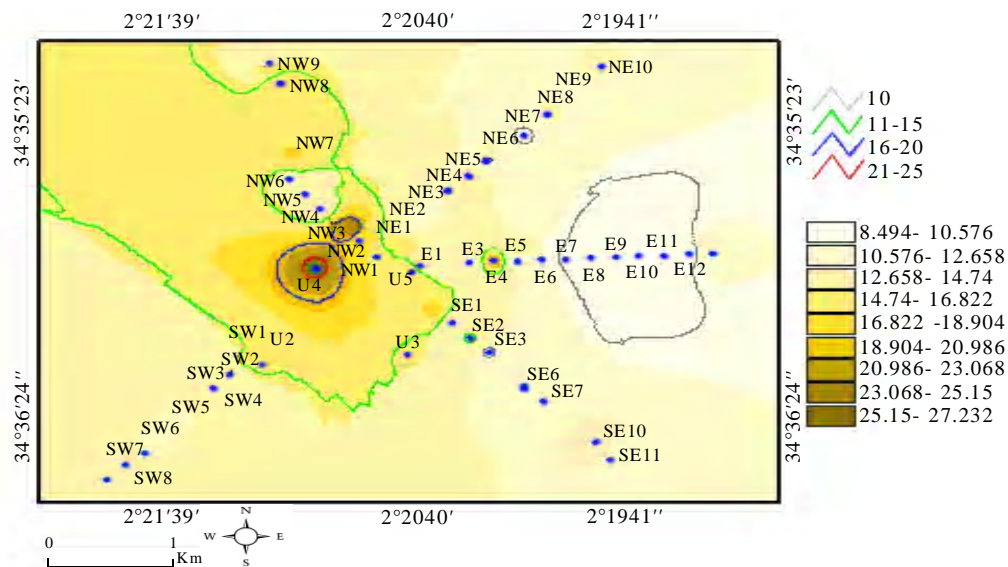 2°21'39'' 2°2040'' 2°1941''
NW9
NE10
NW8
NE9
10
NE8
11-15
NE7
16-20
NW7
NE6
21-25
34°35'23' 34°35'23'
NE5
NW6
NE4
NW5
NE3
NW4
NE2
NW3
NE1
8.494- 10.576
NW2
E1 E3 E5 E7 E9 E11
10.576- 12.658
NW1
U5
E4 E6 E8 E10 E12
12.658- 14.74
U4
14.74- 16.822
SE1
16.822 -18.904
SW1
U2
SE2
U3
SE3
18.904- 20.986
SW2
20.986- 23.068
SW3
SE6
23.068- 25.15
SW4
SE7
SW5
25.15- 27.232
34°36'24'' 34°36'24''
SW6
SE10
SW7
SE11
SW8
2°21'39'' 2°2040'' 2°1941''
N
W E
S
0 1
Km